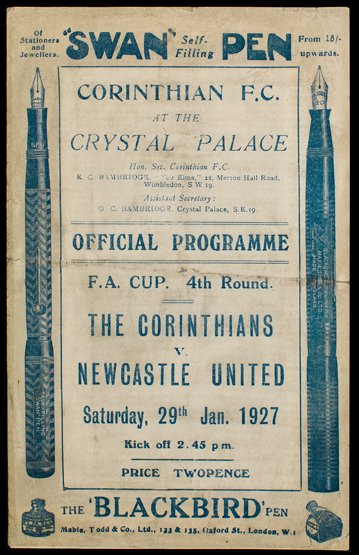 Of
Stationers
and
Jewellers.
"SWAN" Self-Filling PEN
From 15/-
upwards.
CORINTHIAN F.C.
AT THE
CRYSTAL PALACE
Hon. Sec. Corinthian F.C.
E. C. BAMBRIDGE, "The Elms," 22, Merson Hall Road,
Wimbledon, S.W.19.
Assistant Secretary:
G. C. BAMBRIDGE, Crystal Palace, S.E.19.
OFFICIAL PROGRAMME
F.A. CUP. 4th Round.
THE CORINTHIANS
v.
NEWCASTLE UNITED
Saturday, 29th Jan. 1927
Kick off 2.45 p.m.
PRICE TWOPENCE
THE 'BLACKBIRD' PEN
Mabie, Todd & Co., Ltd., 133 & 135, Oxford St., London, W.1